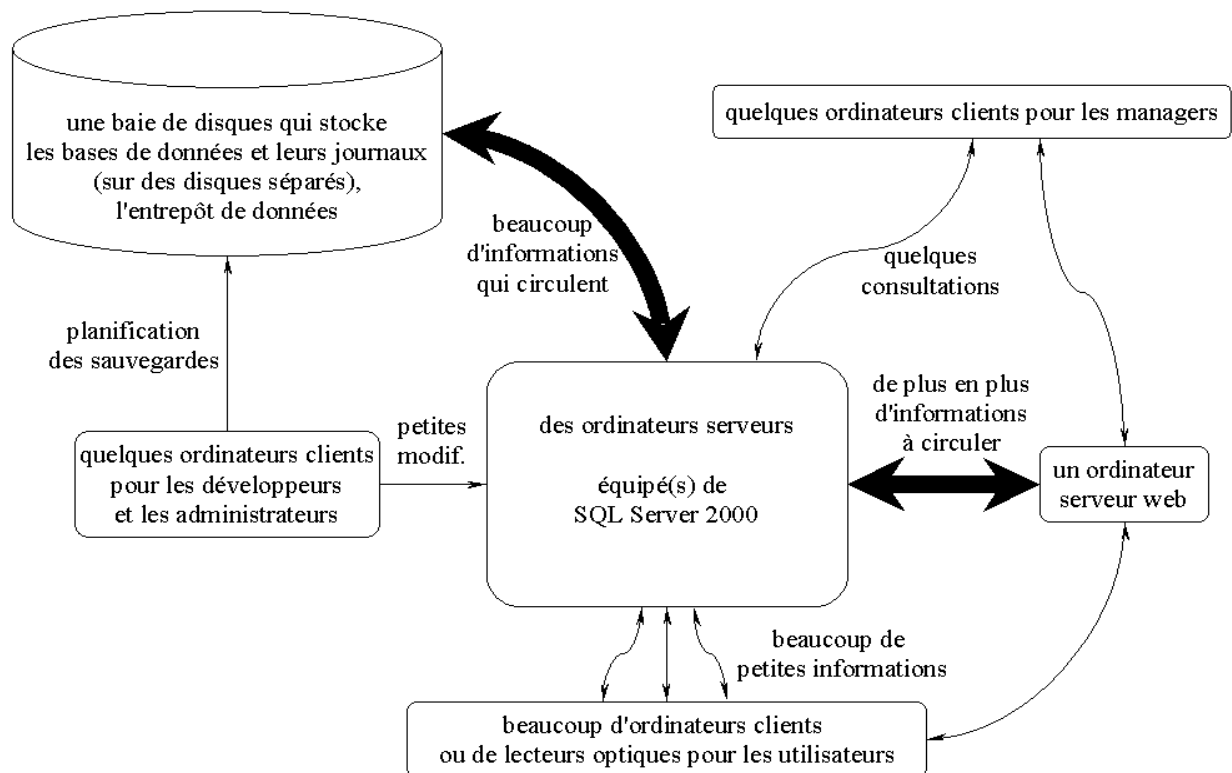 une baie de disques qui stocke
les bases de données et leurs journaux
(sur des disques séparés),
l'entrepôt de données
quelques ordinateurs clients pour les managers
beaucoup
d'informations
qui circulent
quelques
consultations
planification
des sauvegardes
de plus en plus
d'informations
à circuler
petites
modif.
des ordinateurs serveurs
équipé(s) de
SQL Server 2000
quelques ordinateurs clients
pour les développeurs
et les administrateurs
un ordinateur
serveur web
beaucoup de
petites informations
beaucoup d'ordinateurs clients
ou de lecteurs optiques pour les utilisateurs